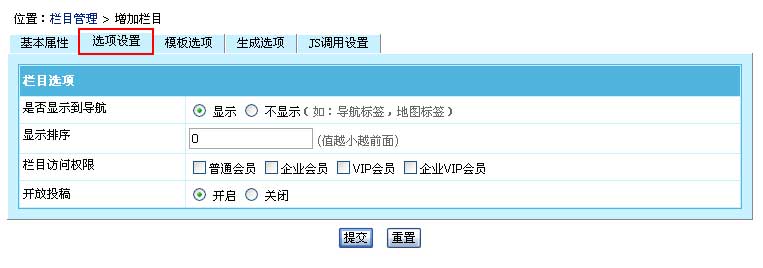 位置：栏目管理 > 增加栏目
基本属性 选项设置 模板选项 生成选项 JS调用设置
栏目选项
是否显示到导航 显示 不显示（如：导航标签，地图标签）
显示排序 0 (值越小越前面)
栏目访问权限 普通会员 企业会员 VIP会员 企业VIP会员
开放投稿 开启 关闭
提交 重置